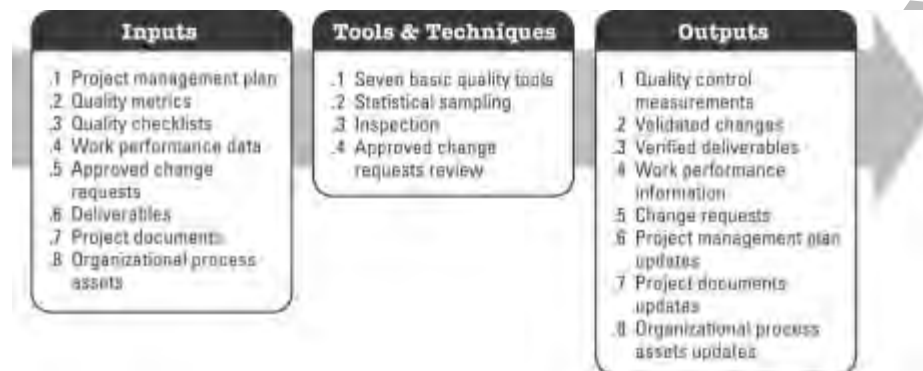 Inputs
.1 Project management plan
.2 Quality metrics
.3 Quality checklists
.4 Work performance data
.5 Approved change
requests
.6 Deliverables
.7 Project documents
.8 Organizational process
assets
Tools & Techniques
.1 Seven basic quality tools
.2 Statistical sampling
.3 Inspection
.4 Approved change
requests review
Outputs
.1 Quality control
measurements
.2 Validated changes
.3 Verified deliverables
.4 Work performance
information
.5 Change requests
.6 Project management plan
updates
.7 Project documents
updates
.8 Organizational process
assets updates